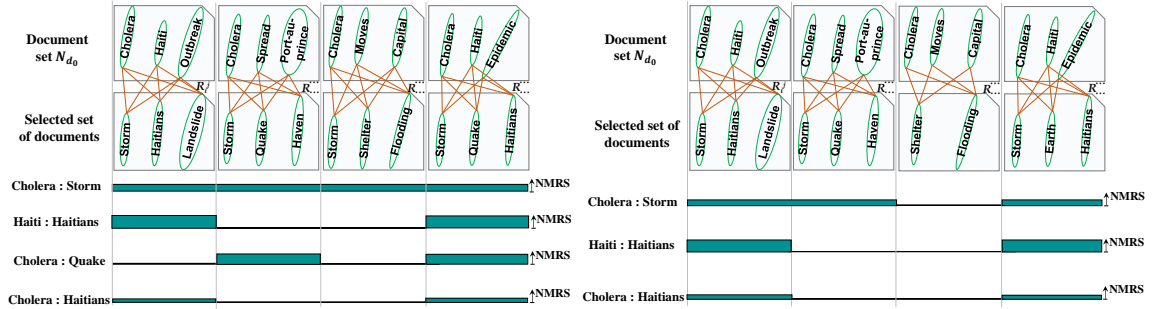 Document
set N_{d_0}
Cholera
Haiti
Outbreak
Cholera
Spread
Port-au-
prince
Cholera
Moves
Capital
Cholera
Haiti
Epidemic
R^j
R...
R...
R...
Selected set
of documents
Storm
Haitians
Landslide
Storm
Quake
Haven
Storm
Shelter
Flooding
Storm
Quake
Haitians
Cholera : Storm
NMRS
Haiti : Haitians
NMRS
Cholera : Quake
NMRS
Cholera : Haitians
NMRS
Document
set N_{d_0}
Cholera
Haiti
Outbreak
Cholera
Spread
Port-au-
prince
Cholera
Moves
Capital
Cholera
Haiti
Epidemic
R^j
R...
R...
R...
Selected set of
documents
Storm
Haitians
Landslide
Storm
Quake
Haven
Shelter
Flooding
Storm
Earth
Haitians
Cholera : Storm
NMRS
Haiti : Haitians
NMRS
Cholera : Haitians
NMRS